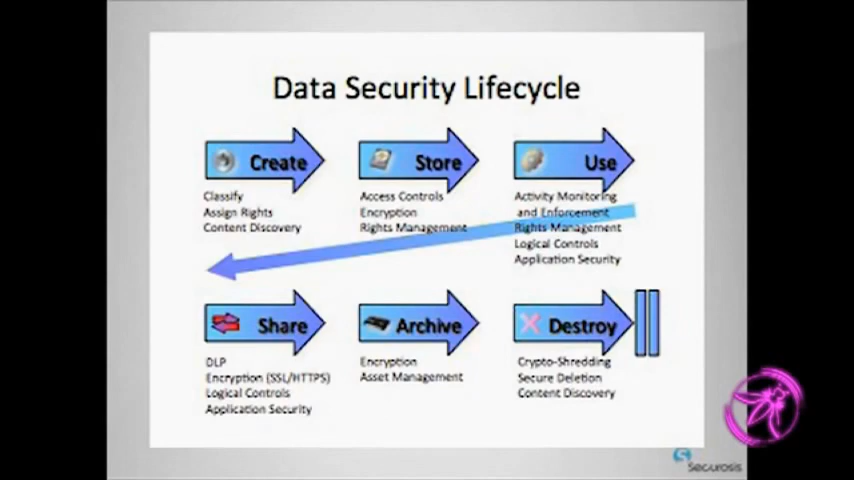 Data Security Lifecycle
Create
Store
Use
Classify
Assign Rights
Content Discovery
Access Controls
Encryption
Rights Management
Activity Monitoring
and Enforcement
Rights Management
Logical Controls
Application Security
Share
Archive
Destroy
DLP
Encryption (SSL/HTTPS)
Logical Controls
Application Security
Encryption
Asset Management
Crypto-Shredding
Secure Deletion
Content Discovery
Securosis